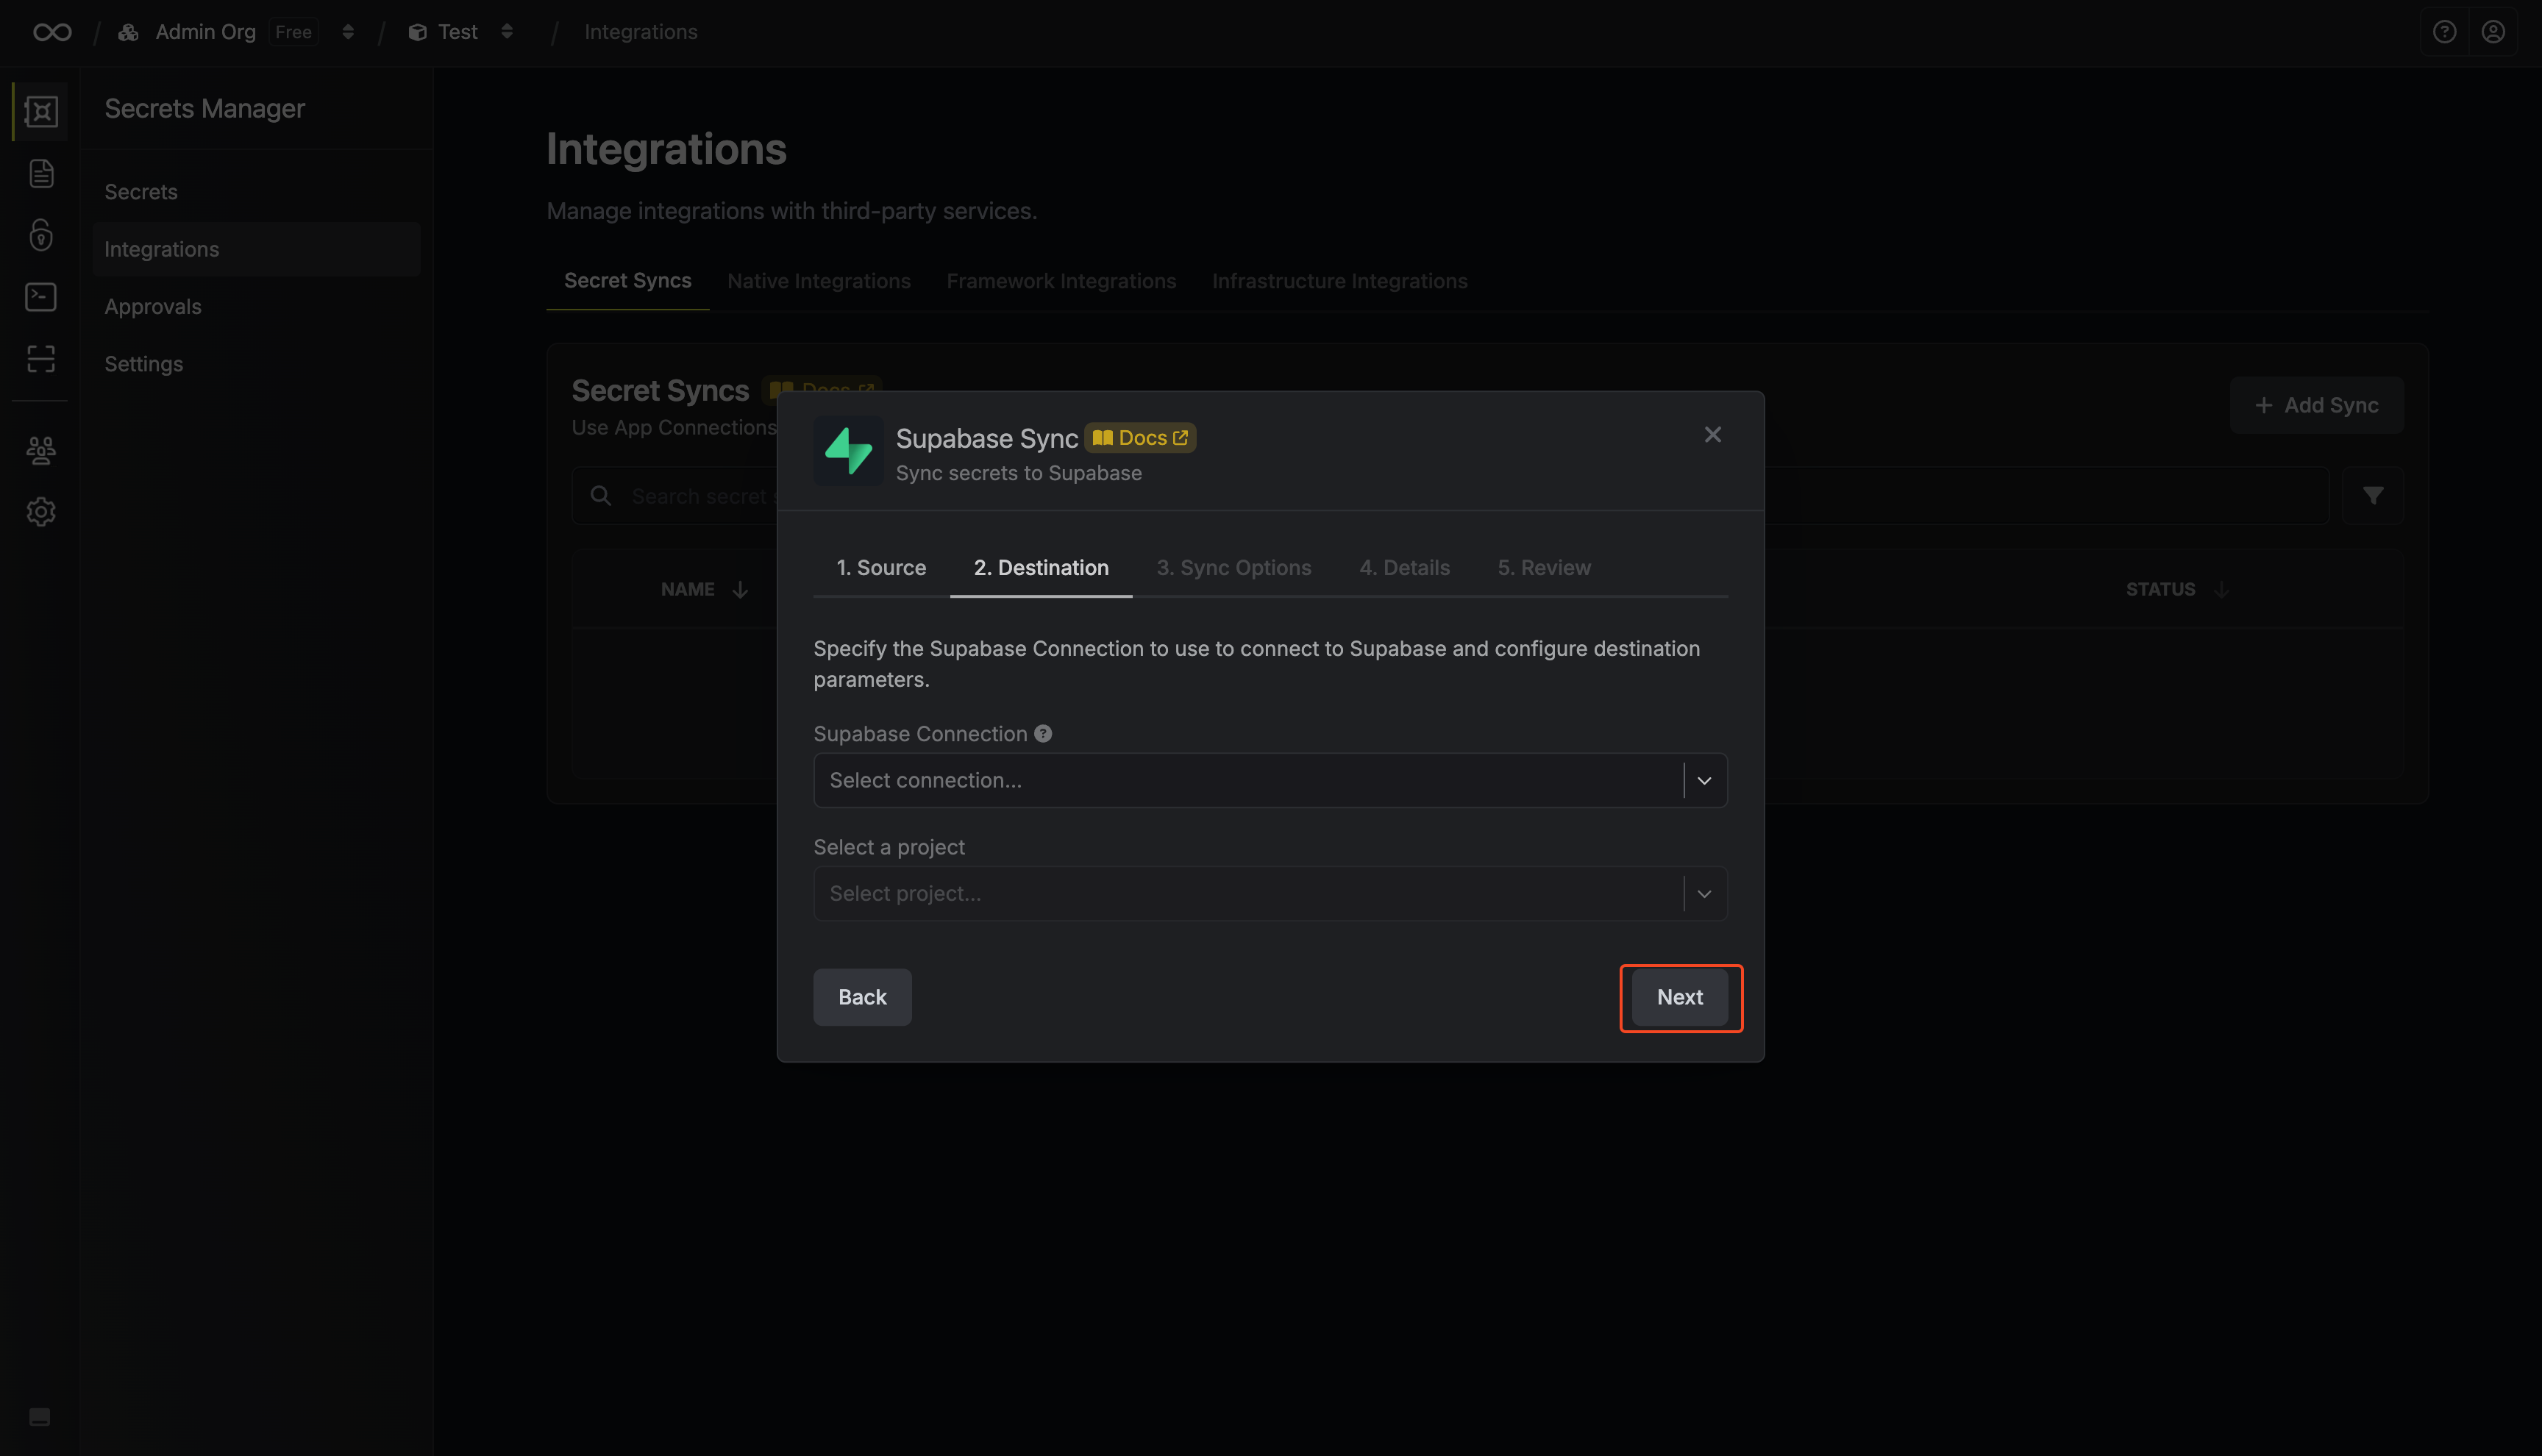 Admin Org Free
Test
Integrations
Secrets Manager
Secrets
Integrations
Approvals
Settings
Integrations
Manage integrations with third-party services.
Secret Syncs
Native Integrations
Framework Integrations
Infrastructure Integrations
Secret Syncs Docs
Use App Connections
Add Sync
Search secret s
NAME
STATUS
Supabase Sync Docs
Sync secrets to Supabase
1. Source
2. Destination
3. Sync Options
4. Details
5. Review
Specify the Supabase Connection to use to connect to Supabase and configure destination
parameters.
Supabase Connection
Select connection...
Select a project
Select project...
Back
Next